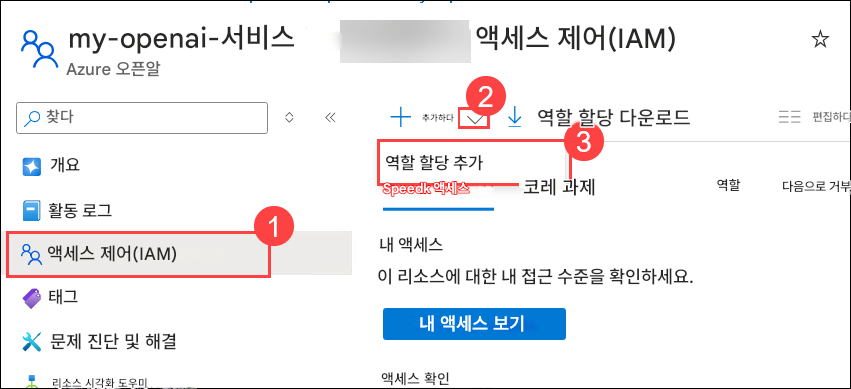 my-openai-서비스
액세스 제어(IAM)
Azure 오픈알
찾다
개요
활동 로그
1
액세스 제어(IAM)
태그
문제 진단 및 해결
리소스 시각화 도우미
추가하다
2
역할 할당 다운로드
편집하다
3
역할 할당 추가
Speedk 액세스
코레 과제
역할
다음으로 거부
내 액세스
이 리소스에 대한 내 접근 수준을 확인하세요.
내 액세스 보기
액세스 확인